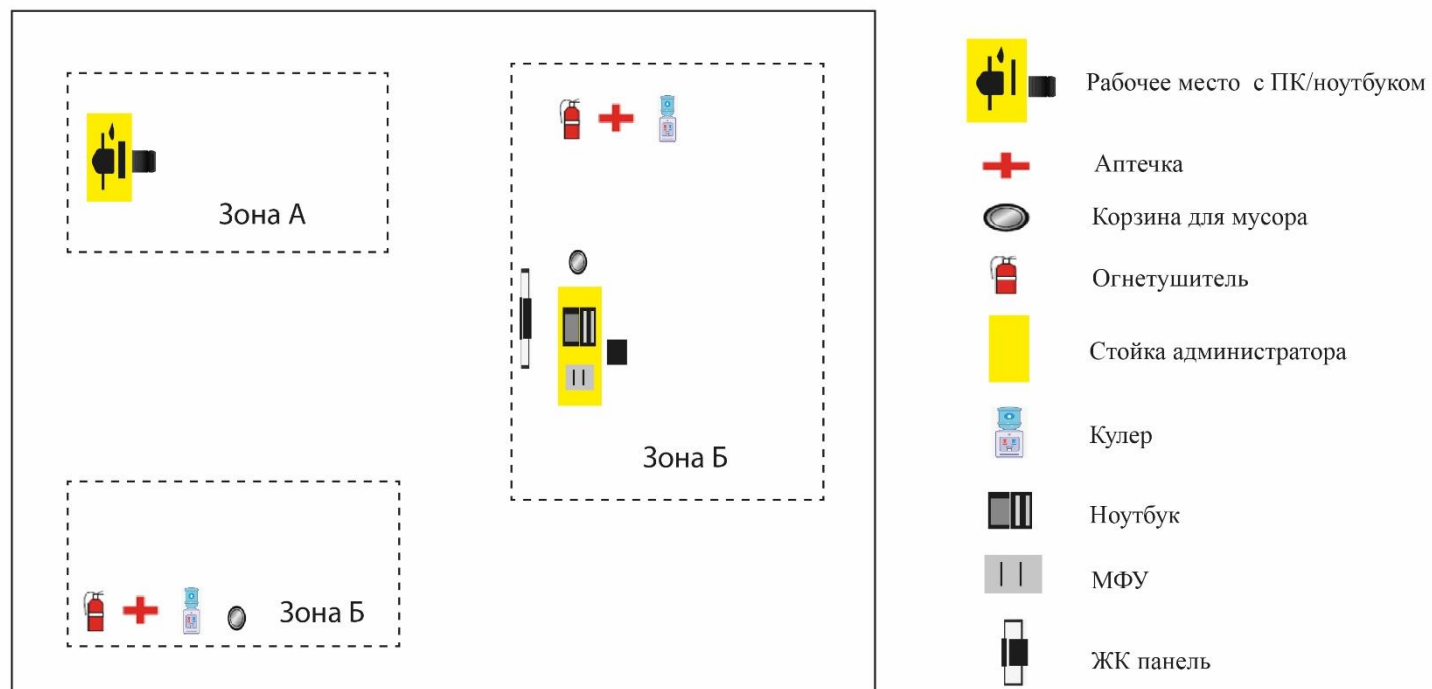 Зона А
Зона Б
Зона Б
Рабочее место с ПК/ноутбуком
Аптечка
Корзина для мусора
Огнетушитель
Стойка администратора
Кулер
Ноутбук
МФУ
ЖК панель